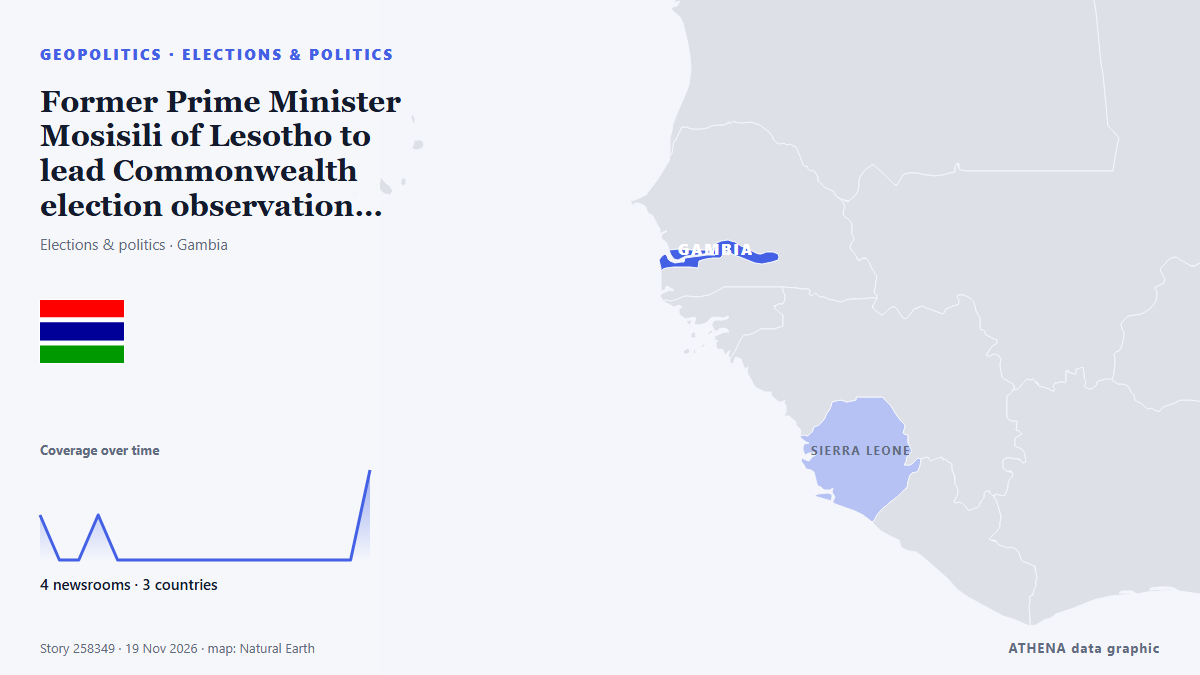 GEOPOLITICS · ELECTIONS & POLITICS
Former Prime Minister
Mosisili of Lesotho to
lead Commonwealth
election observation...
Elections & politics · Gambia
GAMBIA
SIERRA LEONE
Coverage over time
4 newsrooms · 3 countries
Story 258349 · 19 Nov 2026 · map: Natural Earth
ATHENA data graphic